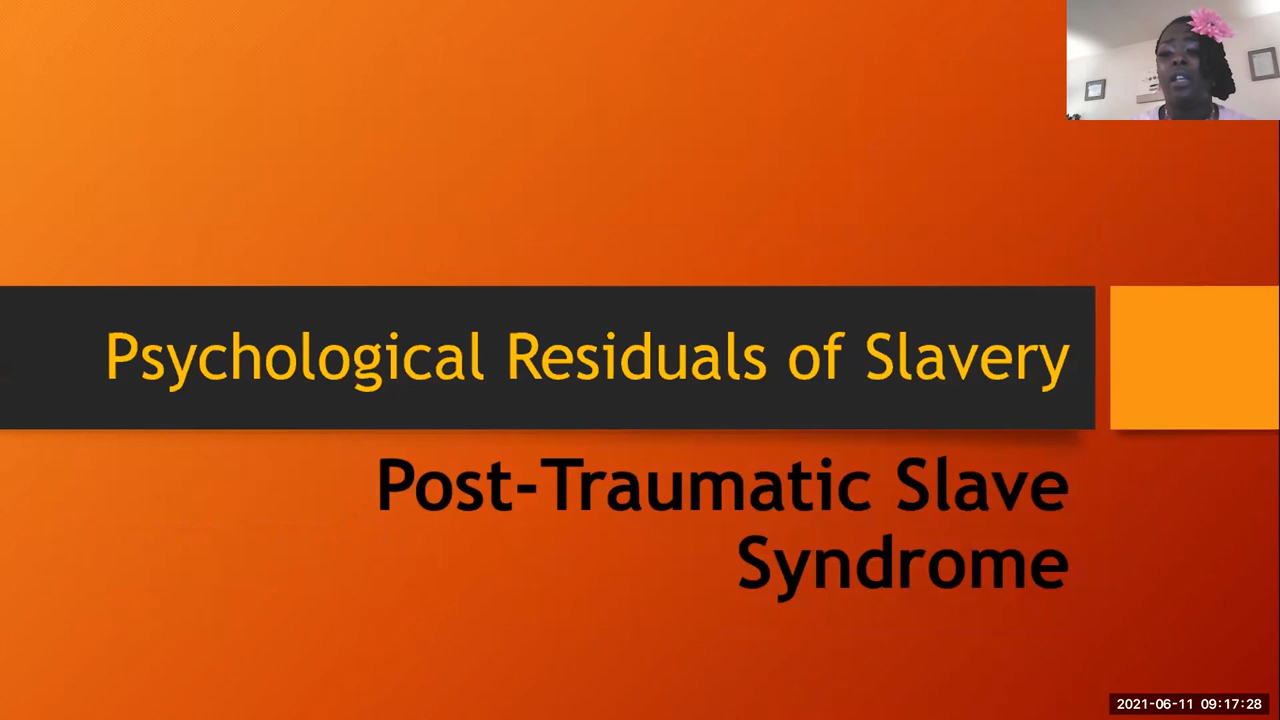 Psychological Residuals of Slavery
Post-Traumatic Slave
Syndrome
2021-06-11 09:17:28